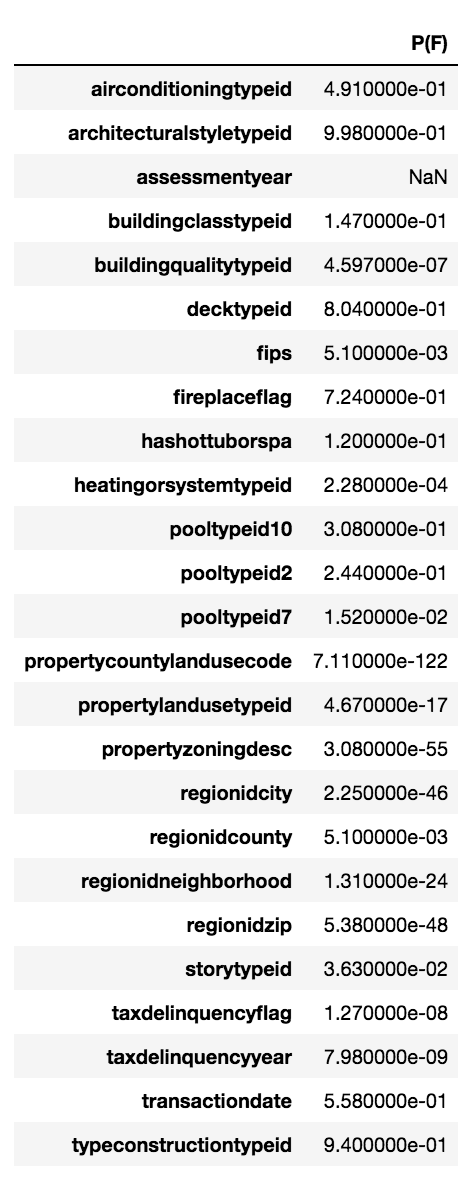 P(F)
airconditioningtypeid 4.910000e-01
architecturalstyletypeid 9.980000e-01
assessmentyear NaN
buildingclasstypeid 1.470000e-01
buildingqualitytypeid 4.597000e-07
decktypeid 8.040000e-01
fips 5.100000e-03
fireplaceflag 7.240000e-01
hashottuborspa 1.200000e-01
heatingorsystemtypeid 2.280000e-04
pooltypeid10 3.080000e-01
pooltypeid2 2.440000e-01
pooltypeid7 1.520000e-02
propertycountylandusecode 7.110000e-122
propertylandusetypeid 4.670000e-17
propertyzoningdesc 3.080000e-55
regionidcity 2.250000e-46
regionidcounty 5.100000e-03
regionidneighborhood 1.310000e-24
regionidzip 5.380000e-48
storytypeid 3.630000e-02
taxdelinquencyflag 1.270000e-08
taxdelinquencyyear 7.980000e-09
transactiondate 5.580000e-01
typeconstructiontypeid 9.400000e-01